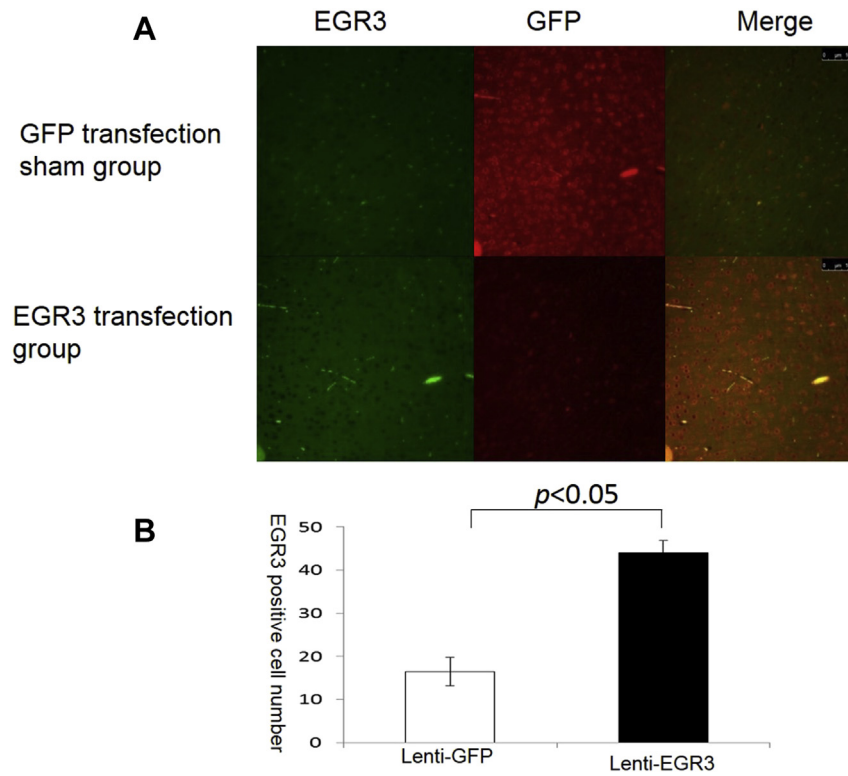 A
EGR3 GFP Merge
GFP transfection
sham group
EGR3 transfection
group
B
p<0.05
EGR3 positive cell number
50
40
30
20
10
0
Lenti-GFP Lenti-EGR3